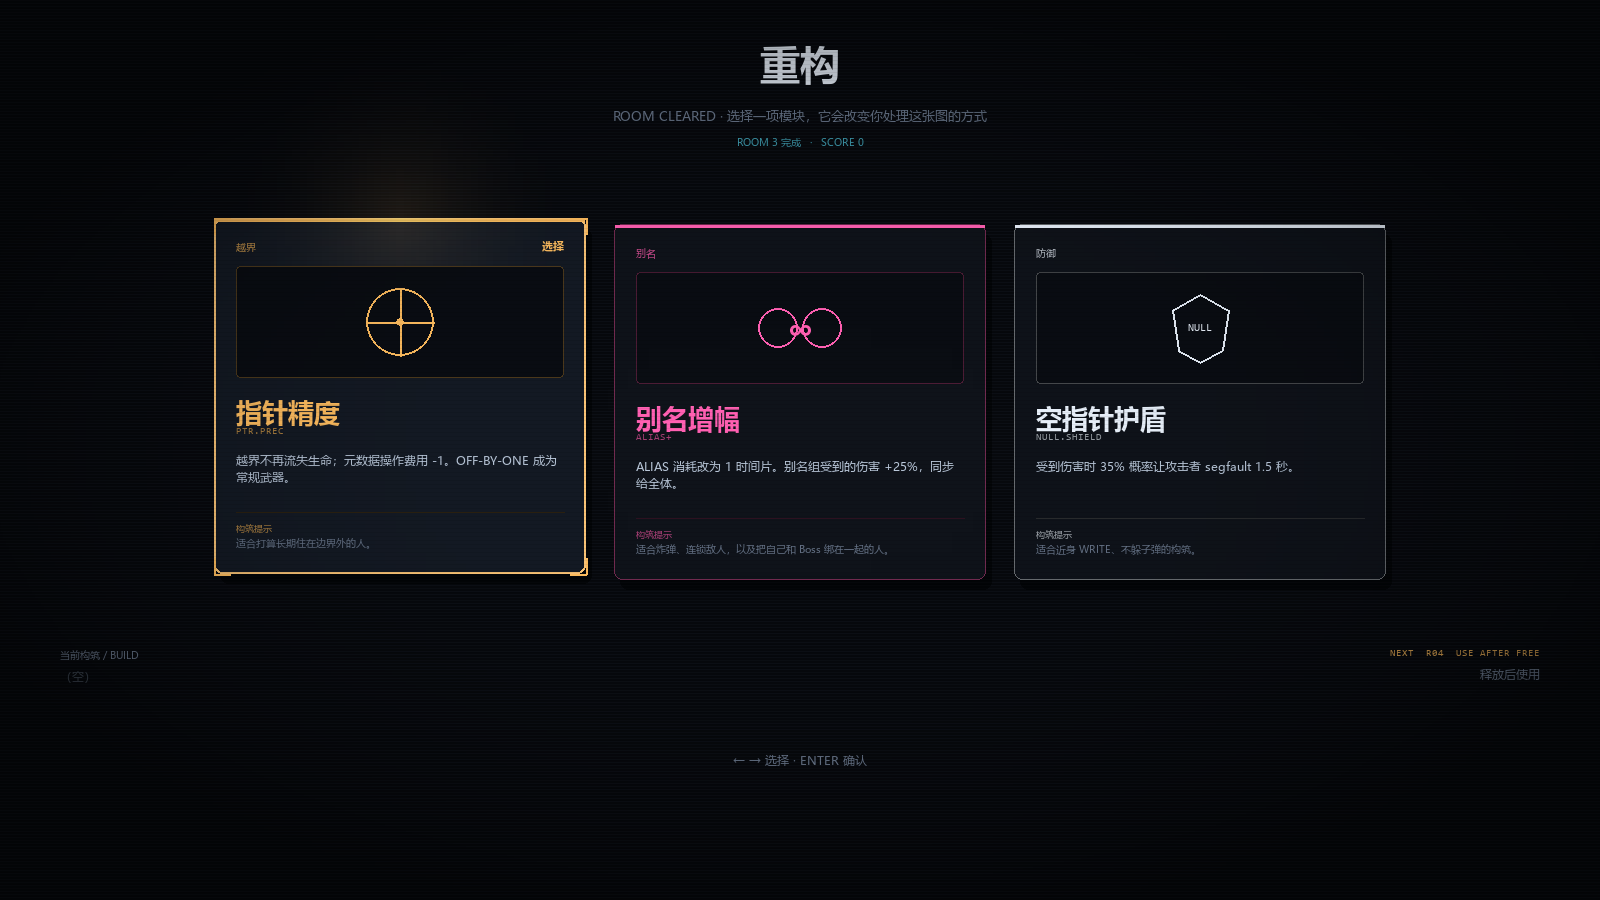 重构
ROOM CLEARED · 选择一项模块，它会改变你处理这张图的方式
ROOM 3 完成 · SCORE 0
越界
选择
指针精度
PTR.PREC
越界不再流失生命；元数据操作费用 -1。OFF-BY-ONE 成为
常规武器。
构筑提示
适合打算长期住在边界外的人。
别名
别名增幅
ALIAS+
ALIAS 消耗改为 1 时间片。别名组受到的伤害 +25%，同步
给全体。
构筑提示
适合炸弹、连锁敌人，以及把自己和 Boss 绑在一起的人。
防御
NULL
空指针护盾
NULL.SHIELD
受到伤害时 35% 概率让攻击者 segfault 1.5 秒。
构筑提示
适合近身 WRITE、不躲子弹的构筑。
当前构筑 / BUILD
（空）
NEXT R04 USE AFTER FREE
释放后使用
← → 选择 · ENTER 确认